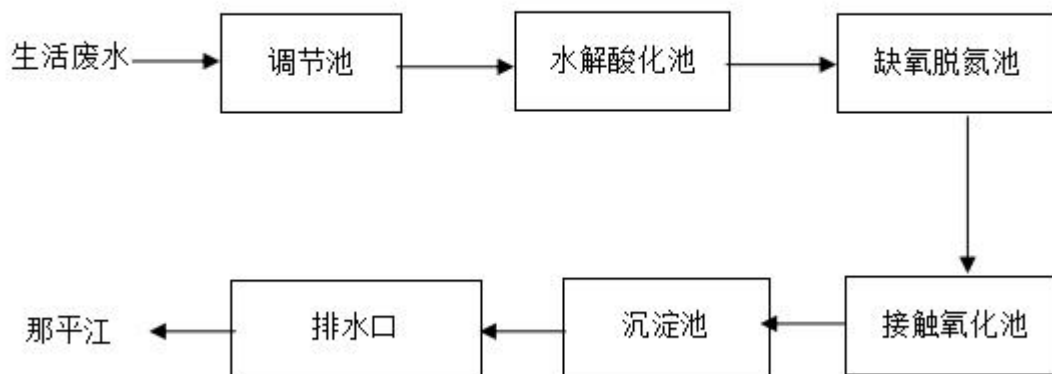 生活废水
调节池
水解酸化池
缺氧脱氮池
接触氧化池
沉淀池
排水口
那平江